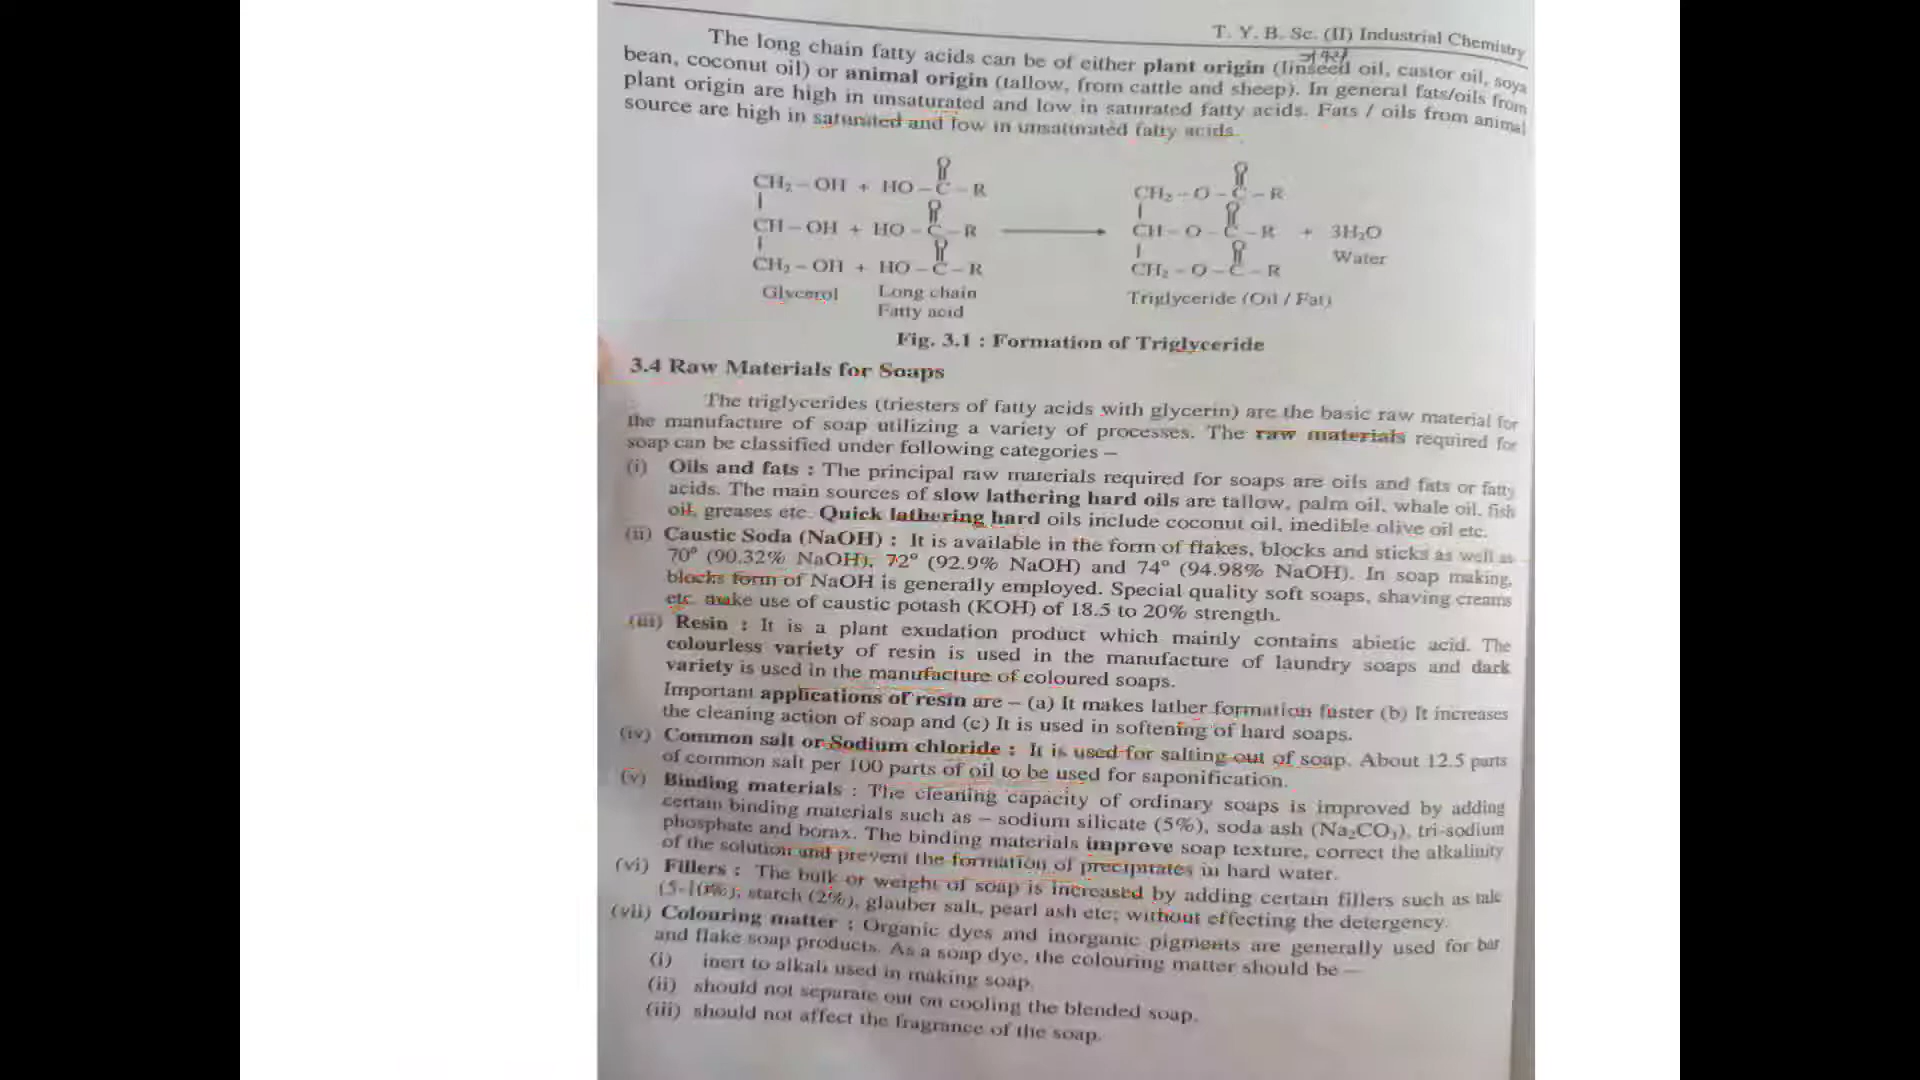 T. Y. B. Sc. (II) Industrial Chemistry
The long chain fatty acids can be of either plant origin (linseed oil, castor oil, soya
bean, coconut oil) or animal origin (tallow, from cattle and sheep). In general fats/oils from
plant origin are high in unsaturated and low in saturated fatty acids. Fats / oils from animal
source are high in saturated and low in unsaturated fatty acids.
O O
CH₂ – OH + HO – C – R CH₂ – O – C – R
O O
CH – OH + HO – C – R CH – O – C – R + 3H₂O
O O Water
CH₂ – OH + HO – C – R CH₂ – O – C – R
Glycerol Long chain Triglyceride (Oil / Fat)
Fatty acid
Fig. 3.1 : Formation of Triglyceride
3.4 Raw Materials for Soaps
The triglycerides (triesters of fatty acids with glycerin) are the basic raw material for
the manufacture of soap utilizing a variety of processes. The raw materials required for
soap can be classified under following categories –
(i) Oils and fats : The principal raw materials required for soaps are oils and fats or fatty
acids. The main sources of slow lathering hard oils are tallow, palm oil, whale oil, fish
oil, greases etc. Quick lathering hard oils include coconut oil, inedible olive oil etc.
(ii) Caustic Soda (NaOH) : It is available in the form of flakes, blocks and sticks as well as
70° (90.32% NaOH), 72° (92.9% NaOH) and 74° (94.98% NaOH). In soap making,
blocks form of NaOH is generally employed. Special quality soft soaps, shaving creams
etc. make use of caustic potash (KOH) of 18.5 to 20% strength.
(iii) Resin : It is a plant exudation product which mainly contains abietic acid. The
colourless variety of resin is used in the manufacture of laundry soaps and dark
variety is used in the manufacture of coloured soaps.
Important applications of resin are – (a) It makes lather formation faster (b) It increases
the cleaning action of soap and (c) It is used in softening of hard soaps.
(iv) Common salt or Sodium chloride : It is used for salting out of soap. About 12.5 parts
of common salt per 100 parts of oil to be used for saponification.
(v) Binding materials : The cleaning capacity of ordinary soaps is improved by adding
certain binding materials such as – sodium silicate (5%), soda ash (Na₂CO₃), tri-sodium
phosphate and borax. The binding materials improve soap texture, correct the alkalinity
of the solution and prevent the formation of precipitates in hard water.
(vi) Fillers : The bulk or weight of soap is increased by adding certain fillers such as talc
(5-10%), starch (2%), glauber salt, pearl ash etc; without effecting the detergency.
(vii) Colouring matter : Organic dyes and inorganic pigments are generally used for bar
and flake soap products. As a soap dye, the colouring matter should be —
(i) inert to alkali used in making soap.
(ii) should not separate out on cooling the blended soap.
(iii) should not affect the fragrance of the soap.